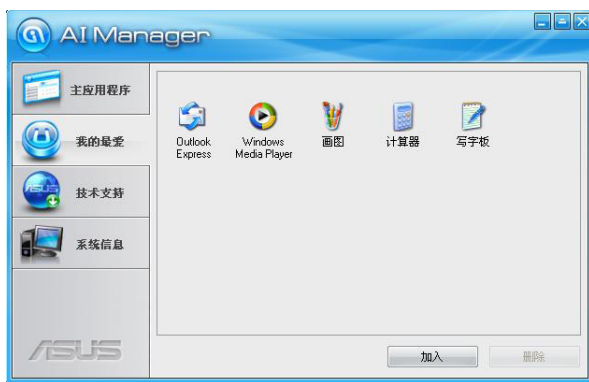 AI Manager
主应用程序
我的最爱
技术支持
系统信息
Outlook
Express
Windows
Media Player
画图
计算器
写字板
加入
删除
ASUS